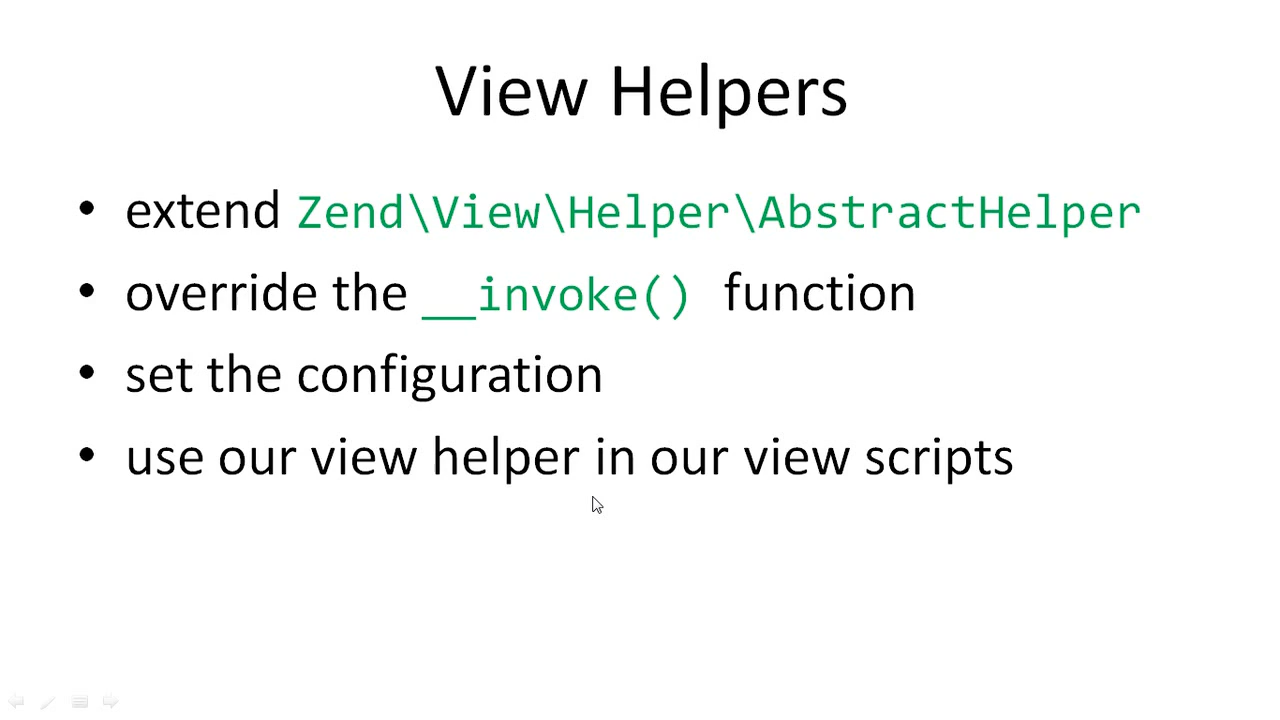 View Helpers
• extend Zend\View\Helper\AbstractHelper
• override the __invoke() function
• set the configuration
• use our view helper in our view scripts